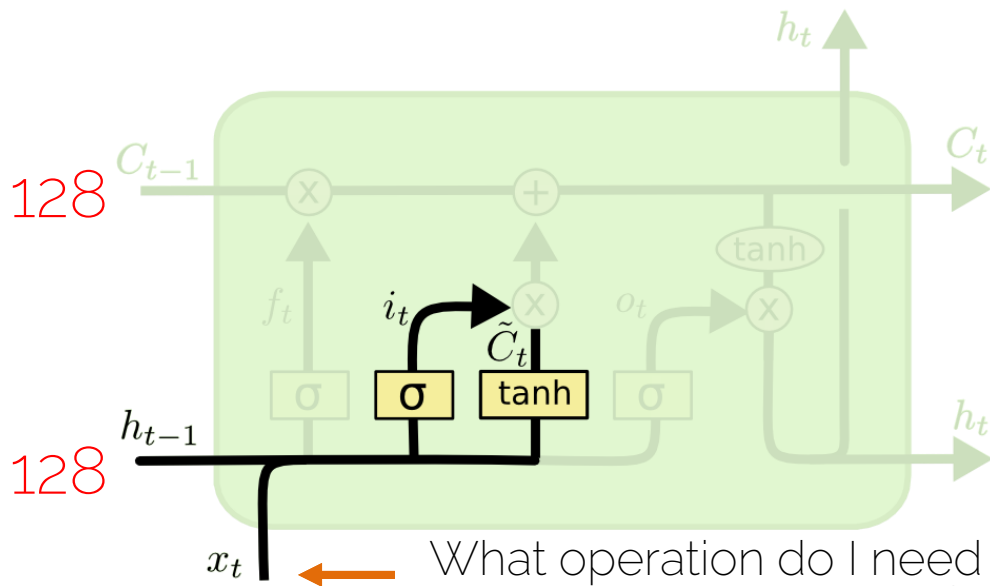 h_t
C_{t-1}
C_t
128
x
+
tanh
f_t
i_t
x
o_t
x
C̃_t
σ
σ
tanh
σ
h_{t-1}
h_t
128
x_t
What operation do I need